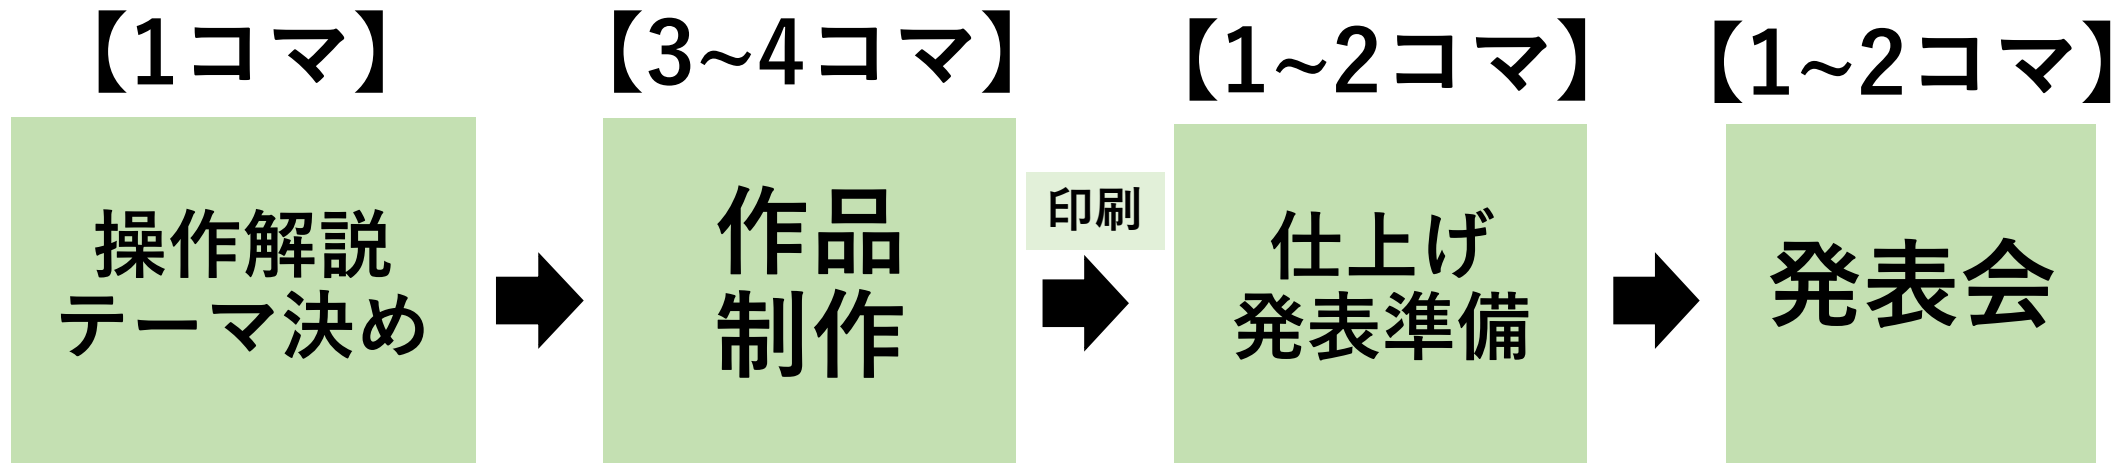 【1コマ】
操作解説
テーマ決め
【3~4コマ】
作品
制作
印刷
【1~2コマ】
仕上げ
発表準備
【1~2コマ】
発表会